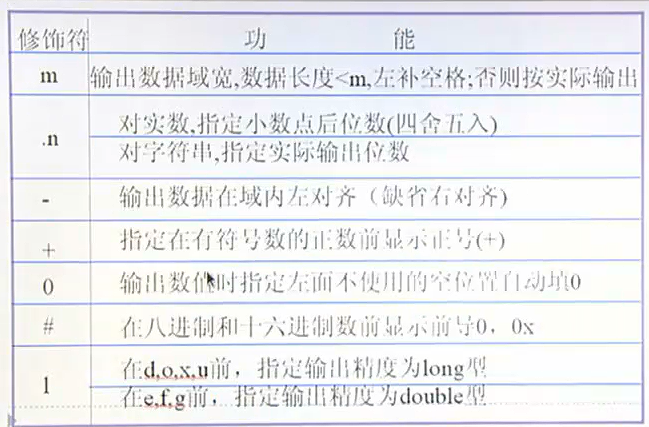 修饰符 功 能
m 输出数据域宽,数据长度<m,左补空格;否则按实际输出
.n 对实数,指定小数点后位数(四舍五入)
对字符串,指定实际输出位数
- 输出数据在域内左对齐（缺省右对齐)
+ 指定在有符号数的正数前显示正号(+)
0 输出数值时指定左面不使用的空位置自动填0
# 在八进制和十六进制数前显示前导0，0x
l 在d,o,x,u前，指定输出精度为long型
在e,f,g前，指定输出精度为double型